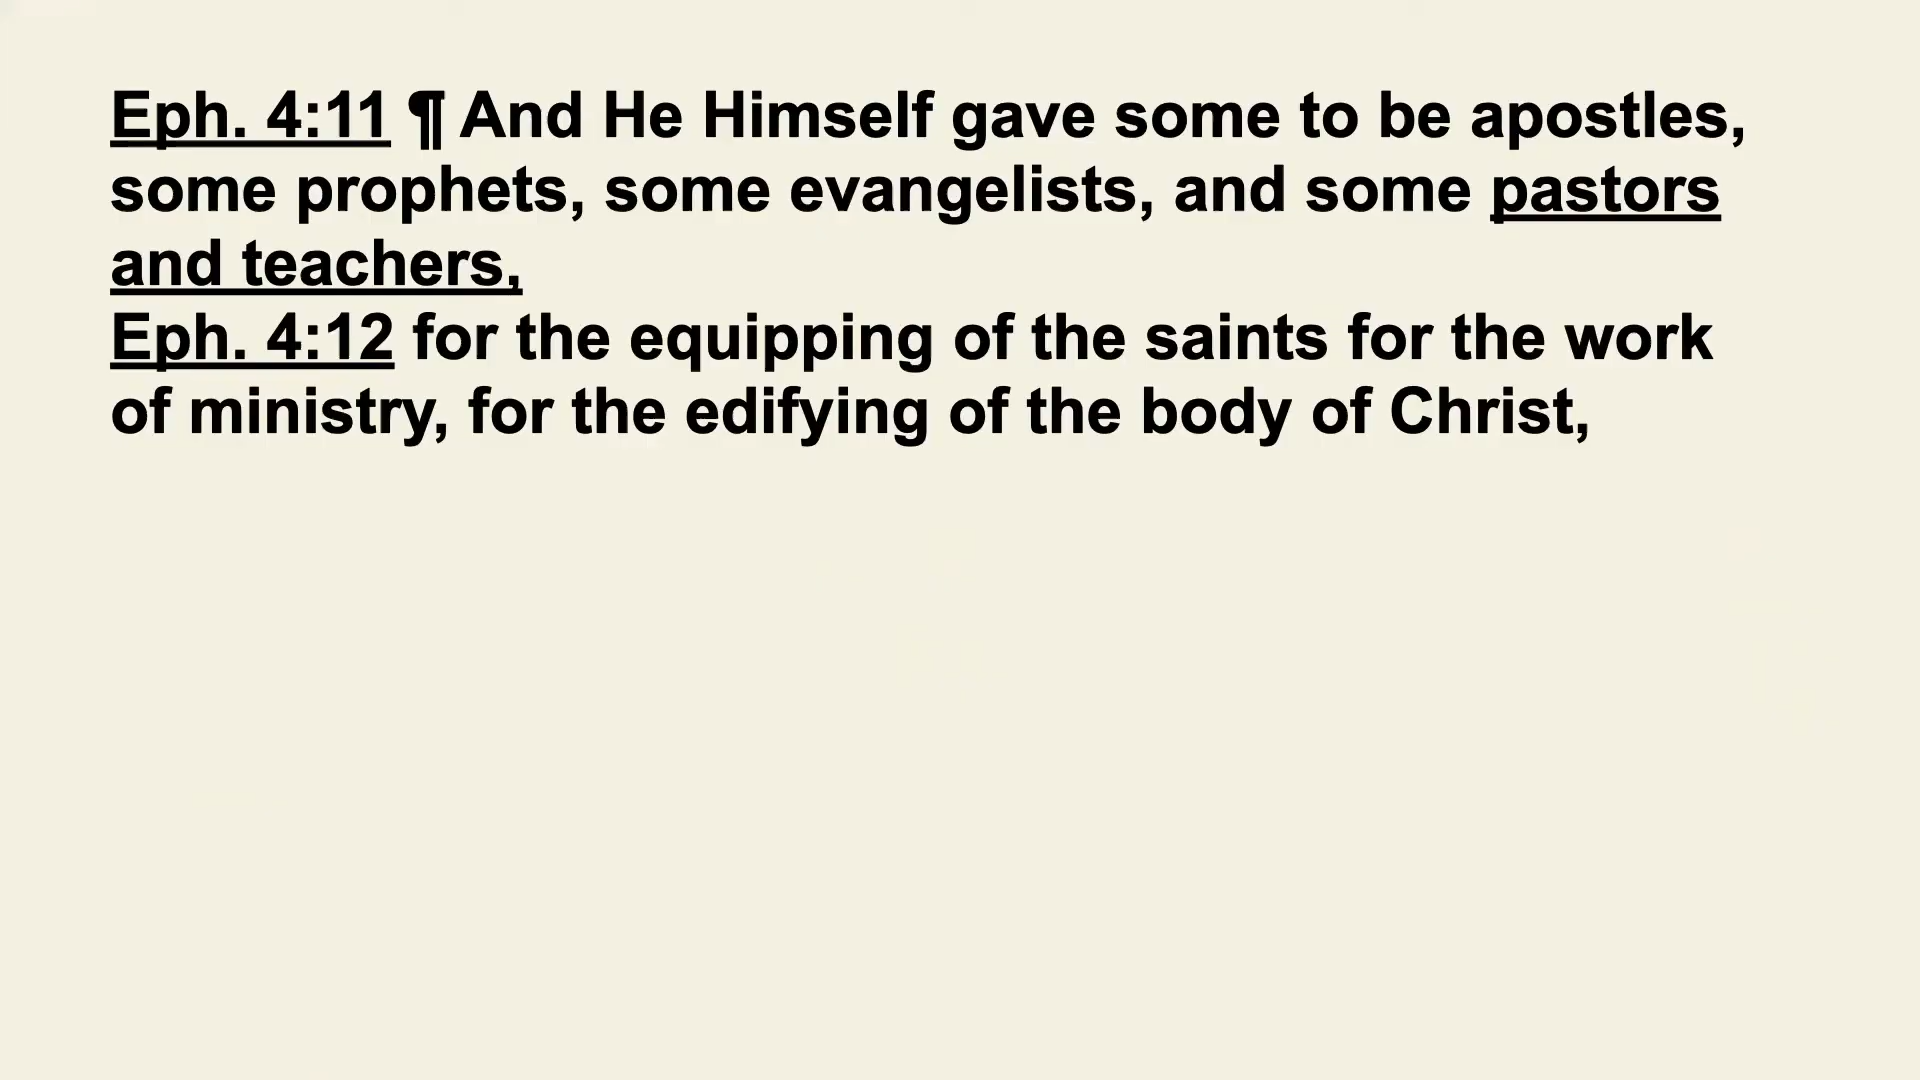 Eph. 4:11 ¶ And He Himself gave some to be apostles,
some prophets, some evangelists, and some pastors
and teachers,
Eph. 4:12 for the equipping of the saints for the work
of ministry, for the edifying of the body of Christ,